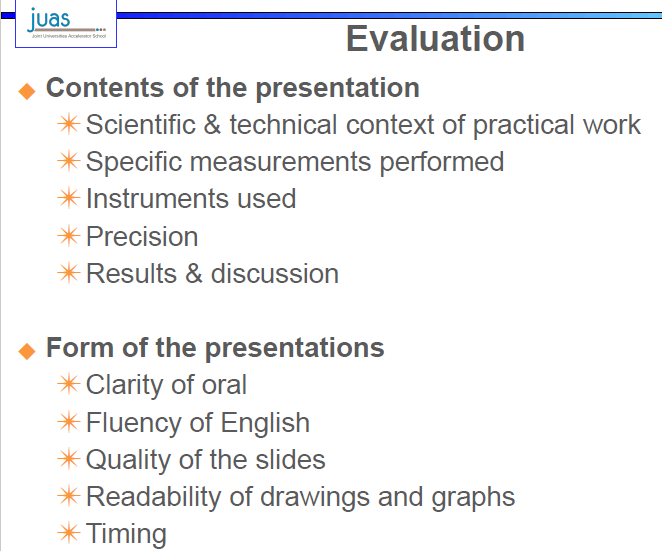 juas
Joint Universities Accelerator School
Evaluation
Contents of the presentation
Scientific & technical context of practical work
Specific measurements performed
Instruments used
Precision
Results & discussion
Form of the presentations
Clarity of oral
Fluency of English
Quality of the slides
Readability of drawings and graphs
Timing